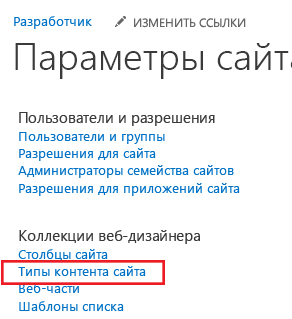 Разработчик ИЗМЕНИТЬ ССЫЛКИ
Параметры сайта
Пользователи и разрешения
Пользователи и группы
Разрешения для сайта
Администраторы семейства сайтов
Разрешения для приложений сайта
Коллекции веб-дизайнера
Столбцы сайта
Типы контента сайта
Веб-части
Шаблоны списка